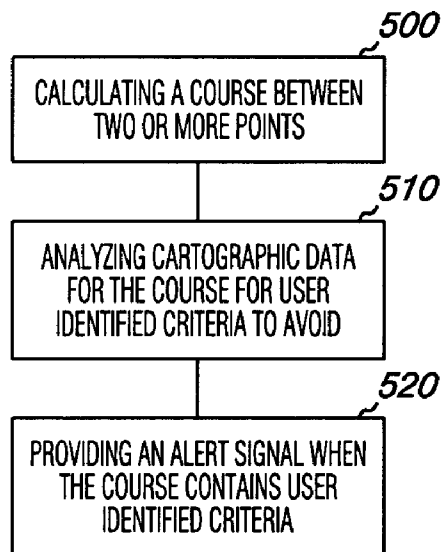 500
CALCULATING A COURSE BETWEEN
TWO OR MORE POINTS
510
ANALYZING CARTOGRAPHIC DATA
FOR THE COURSE FOR USER
IDENTIFIED CRITERIA TO AVOID
520
PROVIDING AN ALERT SIGNAL WHEN
THE COURSE CONTAINS USER
IDENTIFIED CRITERIA